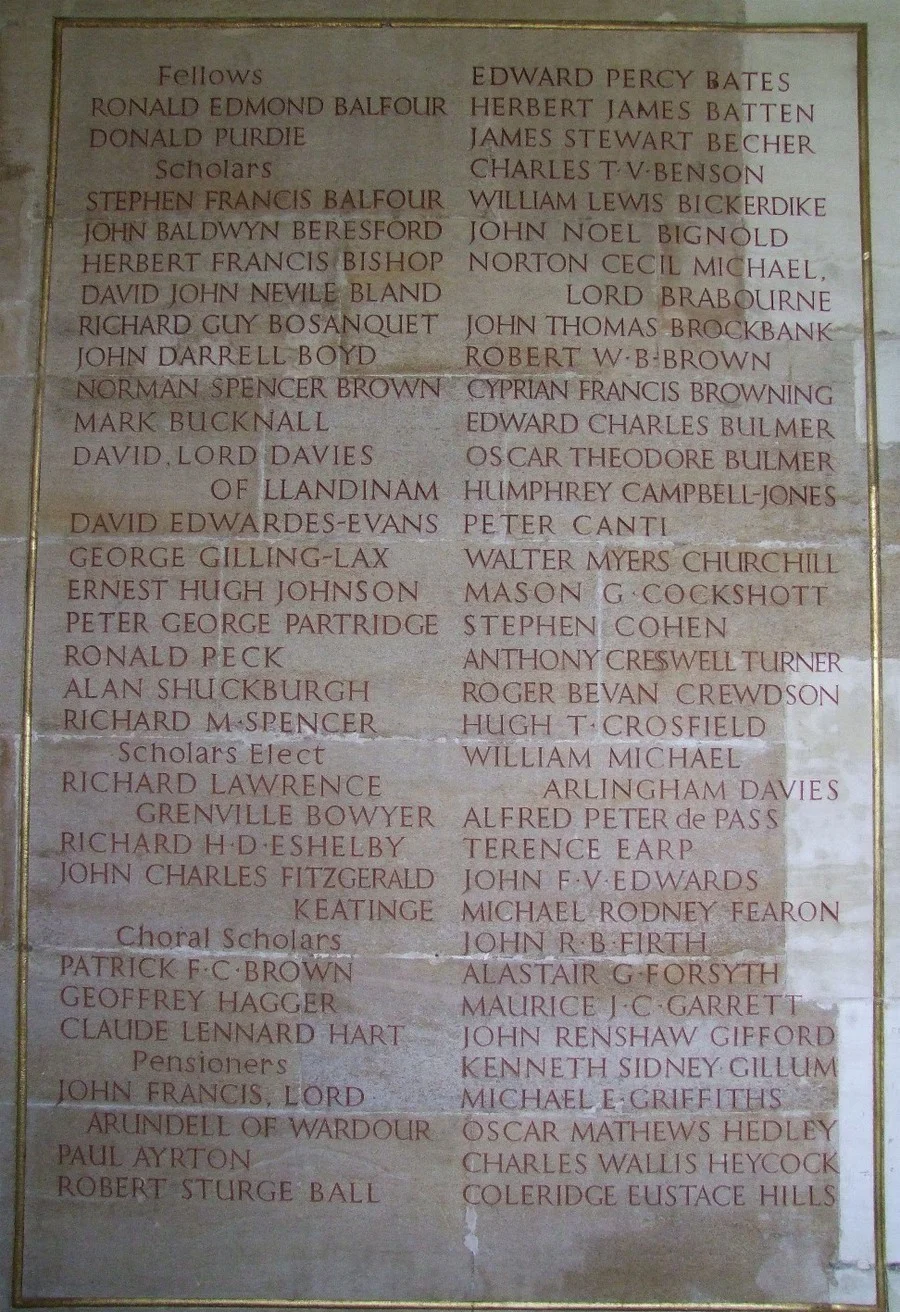 Fellows
RONALD EDMOND BALFOUR
DONALD PURDIE
Scholars
STEPHEN FRANCIS BALFOUR
JOHN BALDWYN BERESFORD
HERBERT FRANCIS BISHOP
DAVID JOHN NEVILE BLAND
RICHARD GUY BOSANQUET
JOHN DARRELL BOYD
NORMAN SPENCER BROWN
MARK BUCKNALL
DAVID, LORD DAVIES
OF LLANDINAM
DAVID EDWARDES-EVANS
GEORGE GILLING-LAX
ERNEST HUGH JOHNSON
PETER GEORGE PARTRIDGE
RONALD PECK
ALAN SHUCKBURGH
RICHARD M·SPENCER
Scholars Elect
RICHARD LAWRENCE
GRENVILLE BOWYER
RICHARD H·D·ESHELBY
JOHN CHARLES FITZGERALD
KEATINGE
Choral Scholars
PATRICK F·C·BROWN
GEOFFREY HAGGER
CLAUDE LENNARD HART
Pensioners
JOHN FRANCIS, LORD
ARUNDELL OF WARDOUR
PAUL AYRTON
ROBERT STURGE BALL
EDWARD PERCY BATES
HERBERT JAMES BATTEN
JAMES STEWART BECHER
CHARLES T·V·BENSON
WILLIAM LEWIS BICKERDIKE
JOHN NOEL BIGNOLD
NORTON CECIL MICHAEL,
LORD BRABOURNE
JOHN THOMAS BROCKBANK
ROBERT W·B·BROWN
CYPRIAN FRANCIS BROWNING
EDWARD CHARLES BULMER
OSCAR THEODORE BULMER
HUMPHREY CAMPBELL-JONES
PETER CANTI
WALTER MYERS CHURCHILL
MASON G·COCKSHOTT
STEPHEN COHEN
ANTHONY CRESWELL TURNER
ROGER BEVAN CREWDSON
HUGH T·CROSFIELD
WILLIAM MICHAEL
ARLINGHAM DAVIES
ALFRED PETER de PASS
TERENCE EARP
JOHN F·V·EDWARDS
MICHAEL RODNEY FEARON
JOHN R·B·FIRTH
ALASTAIR G·FORSYTH
MAURICE J·C·GARRETT
JOHN RENSHAW GIFFORD
KENNETH SIDNEY GILLUM
MICHAEL E·GRIFFITHS
OSCAR MATHEWS HEDLEY
CHARLES WALLIS HEYCOCK
COLERIDGE EUSTACE HILLS